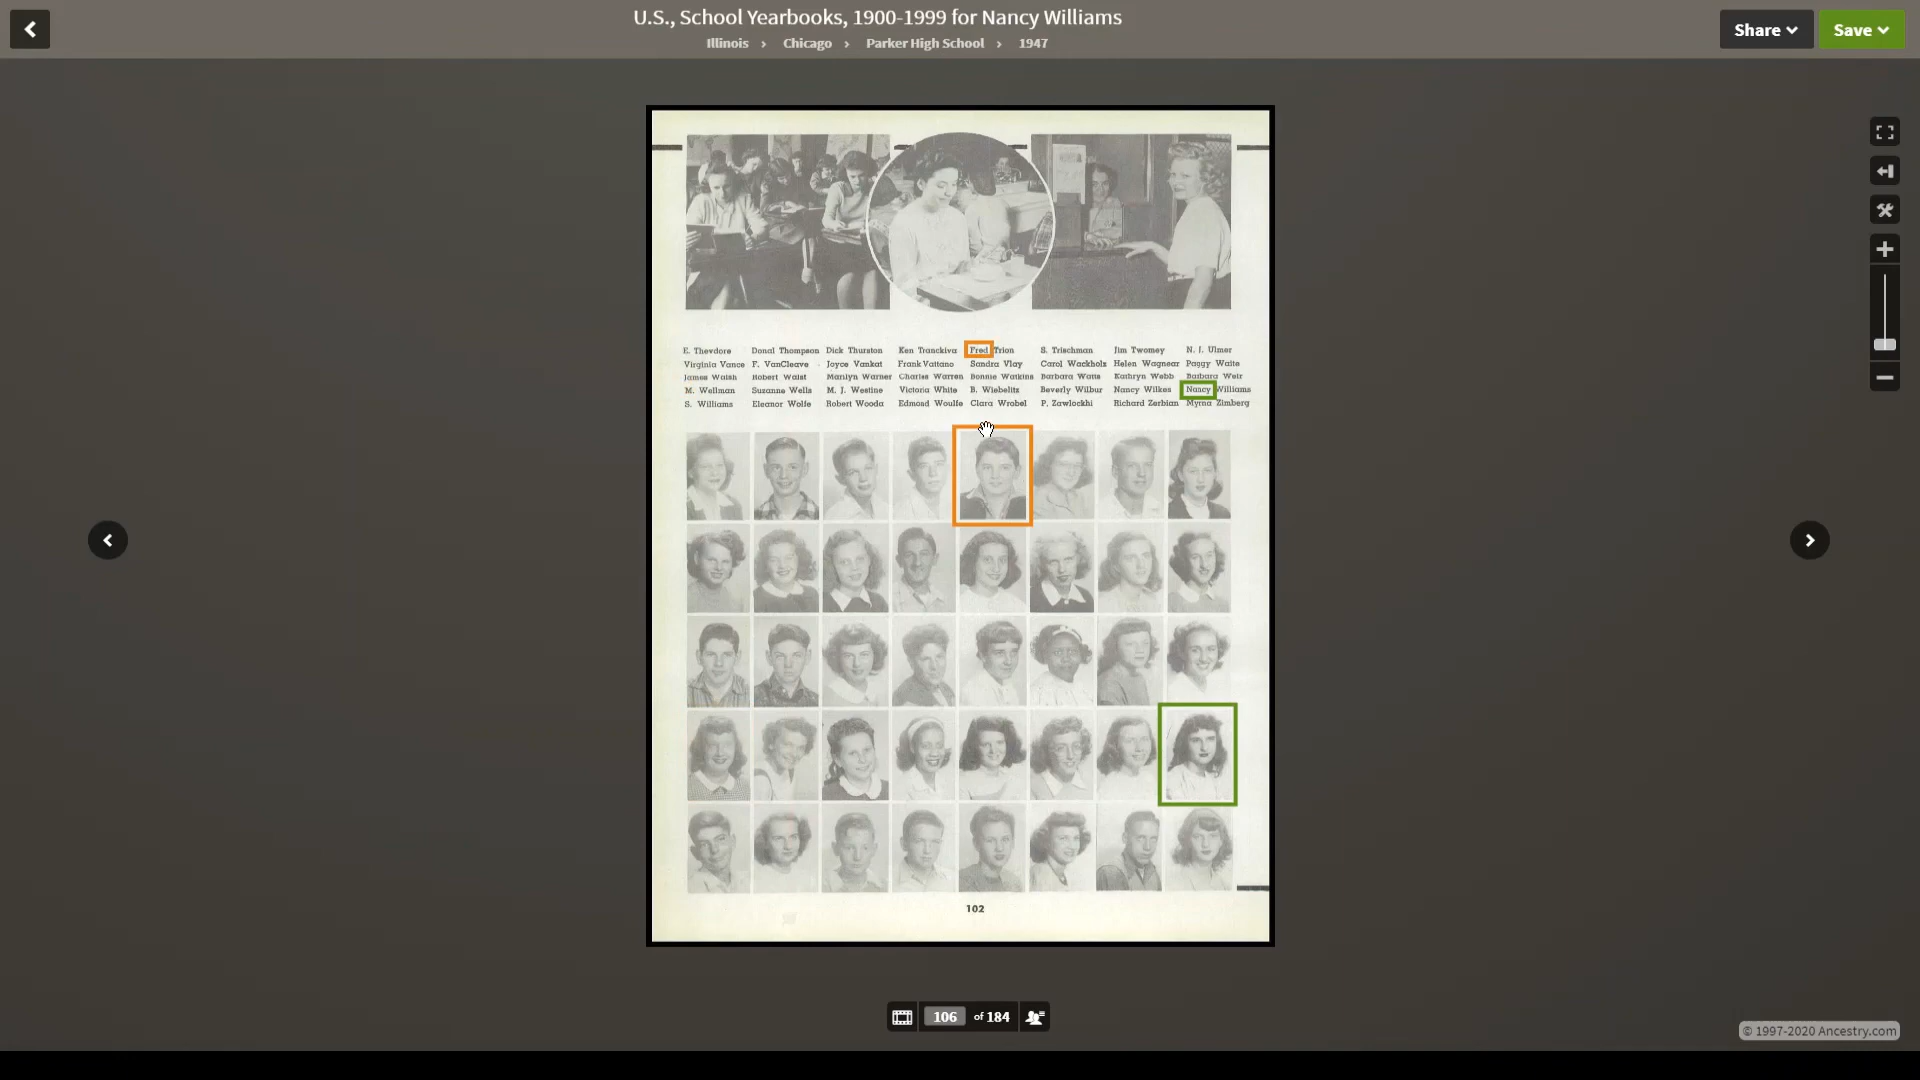 U.S., School Yearbooks, 1900-1999 for Nancy Williams
Illinois › Chicago › Parker High School › 1947
Share
Save
E. Thevdore Donal Thompson Dick Thurston Ken Tranckiva Fred Trion S. Trischman Jim Twomey N. J. Ulmer
Virginia Vance F. VanCleave Joyce Vankat Frank Vattano Sandra Vlay Carol Wackhols Helen Wagnear Peggy Waite
James Walsh Robert Walst Marilyn Warner Charles Warren Bonnie Watkins Barbara Watts Kathryn Webb Barbara Weir
M. Wellman Suzanne Wells M. J. Westine Victoria White B. Wiebelitz Beverly Wilbur Nancy Wilkes Nancy Williams
S. Williams Eleanor Wolfe Robert Wooda Edmond Woulfe Clara Wrobel P. Zawlockhi Richard Zerbian Myrna Zimberg
102
106 of 184
© 1997-2020 Ancestry.com